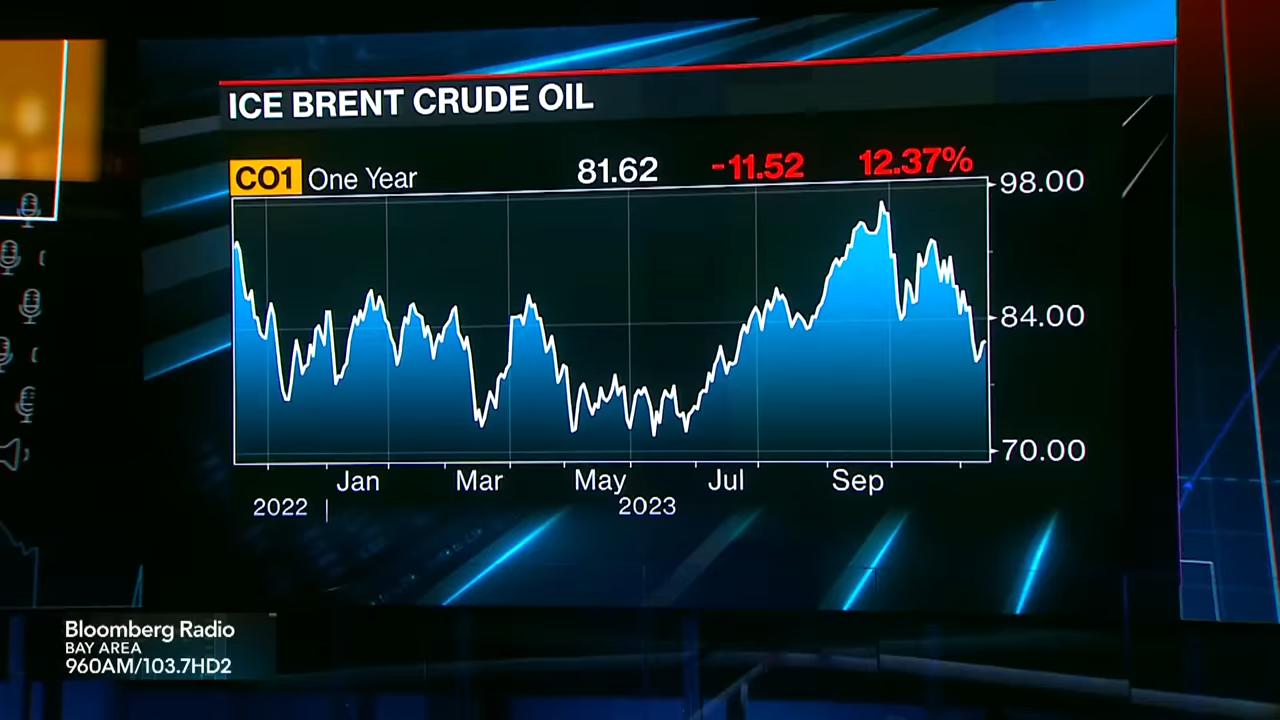 ICE BRENT CRUDE OIL
CO1 One Year 81.62 -11.52 12.37%
98.00
84.00
70.00
Jan Mar May Jul Sep
2022 | 2023
Bloomberg Radio
BAY AREA
960AM/103.7HD2